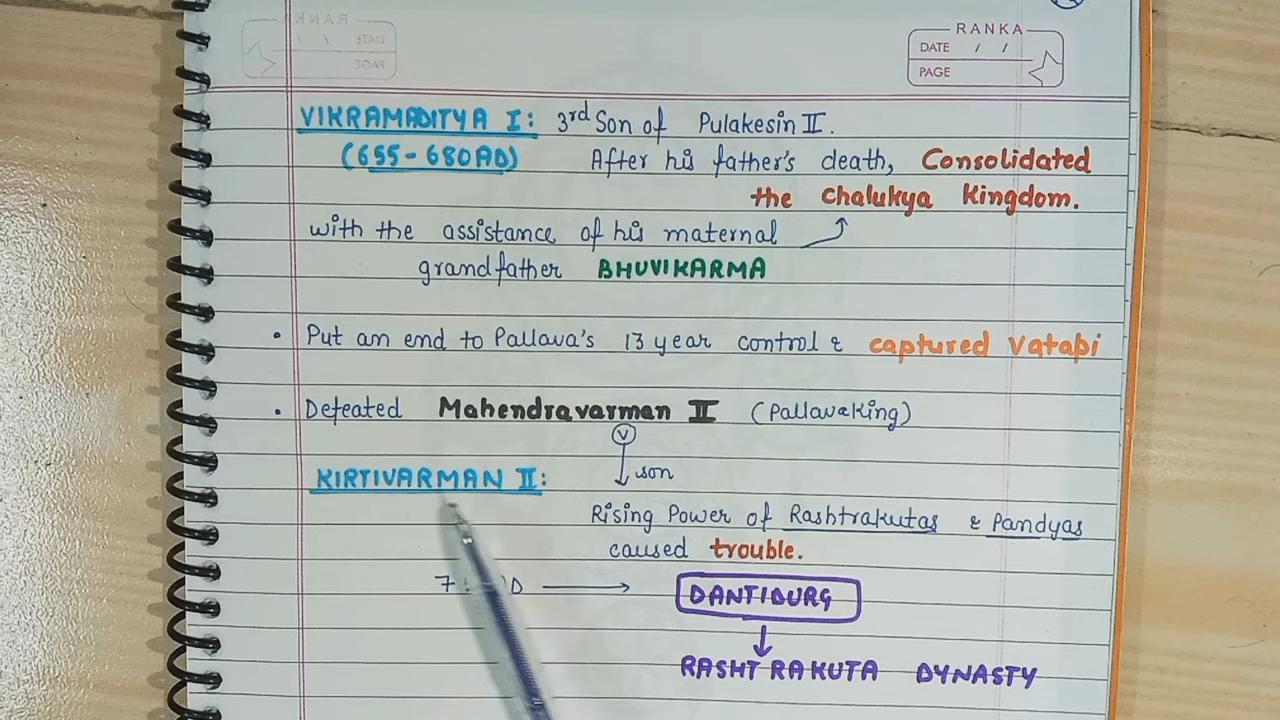 RANKA
DATE / /
PAGE
VIKRAMADITYA I: 3rd Son of Pulakesin II.
(655-680AD) After his father's death, Consolidated
the Chalukya Kingdom.
with the assistance of his maternal
grandfather BHUVIKARMA
• Put an end to Pallava's 13 year control & captured Vatapi
• Defeated Mahendravarman II (Pallava King)
V
son
KIRTIVARMAN II:
Rising Power of Rashtrakutas & Pandyas
caused trouble.
DANTIDURG
RASHTRAKUTA DYNASTY